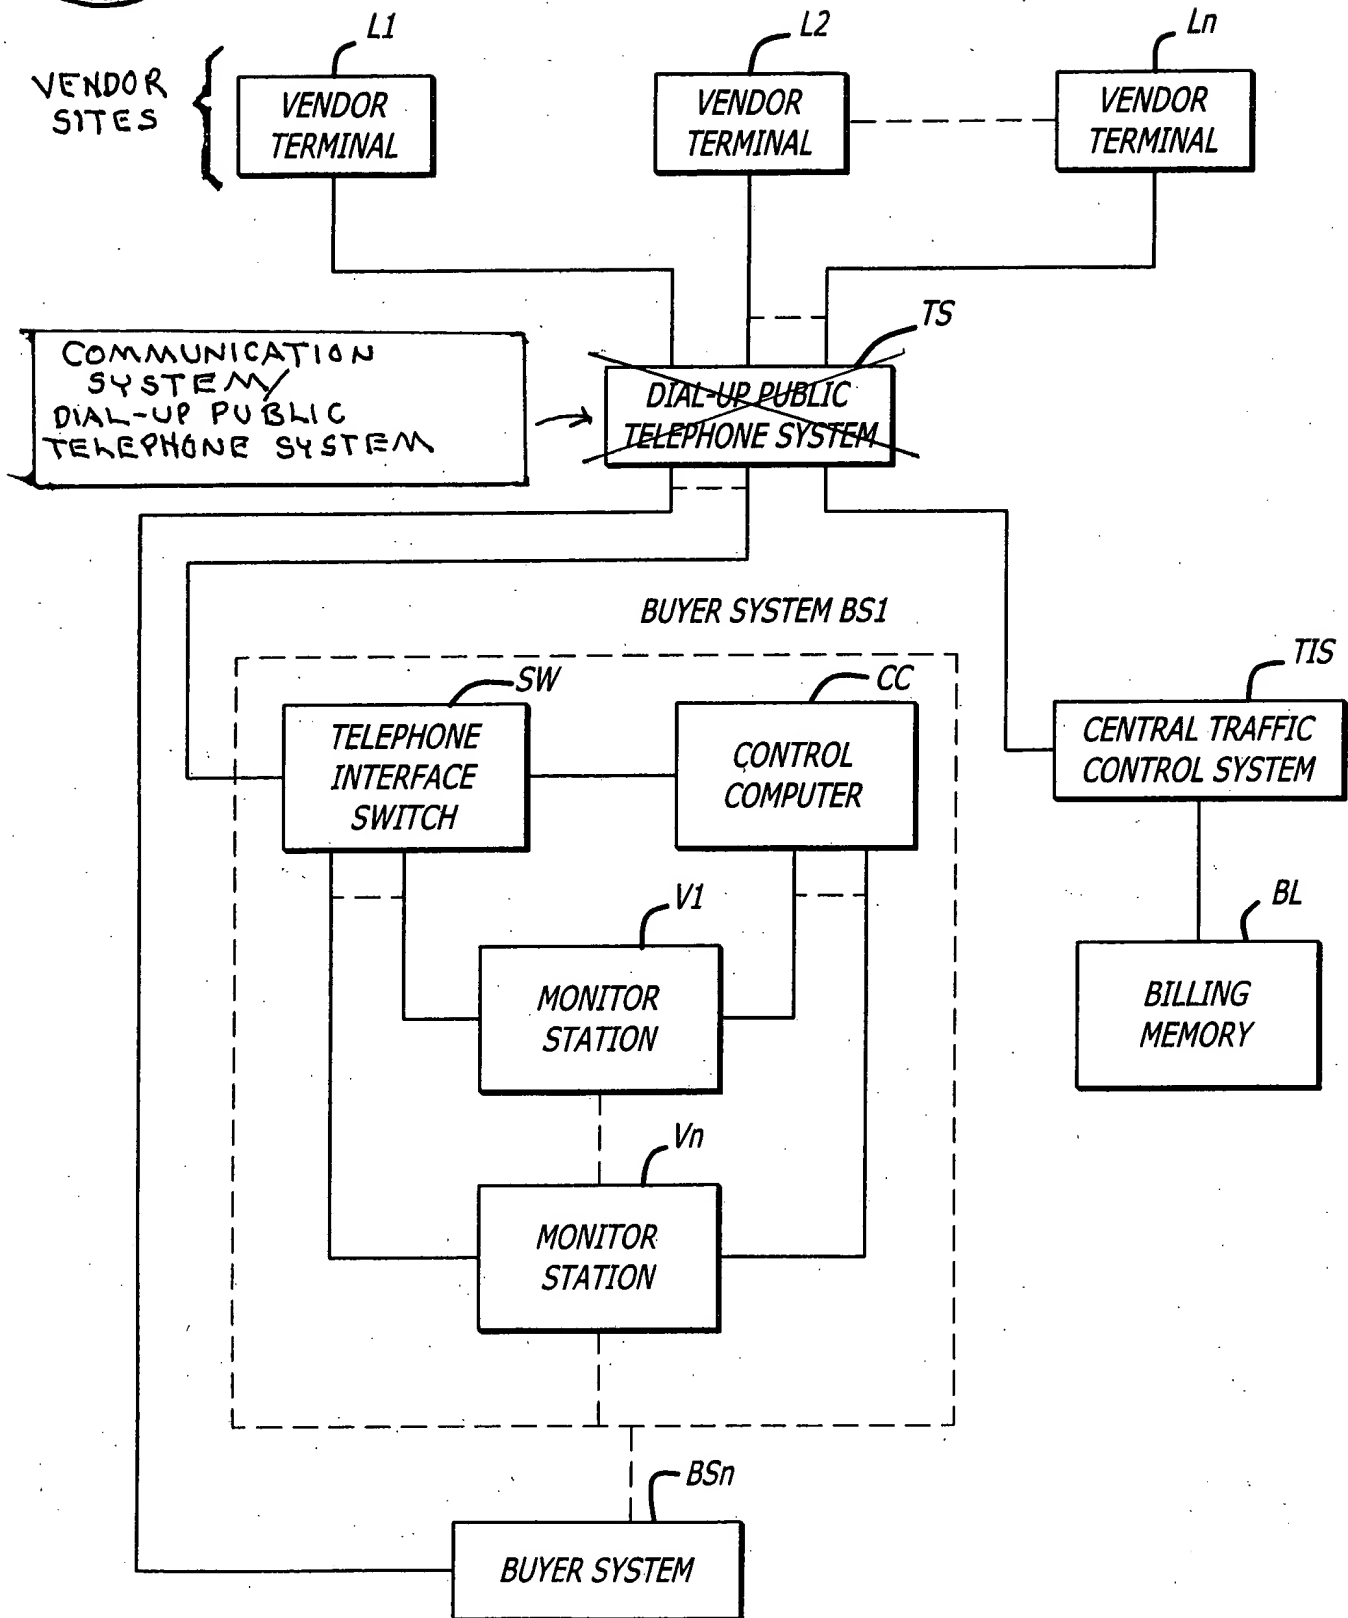 L1
L2
Ln
VENDOR
SITES
VENDOR
TERMINAL
VENDOR
TERMINAL
VENDOR
TERMINAL
TS
COMMUNICATION
SYSTEM/
DIAL-UP PUBLIC
TELEPHONE SYSTEM
DIAL-UP PUBLIC
TELEPHONE SYSTEM
BUYER SYSTEM BS1
SW
CC
TIS
TELEPHONE
INTERFACE
SWITCH
CONTROL
COMPUTER
CENTRAL TRAFFIC
CONTROL SYSTEM
V1
BL
MONITOR
STATION
BILLING
MEMORY
Vn
MONITOR
STATION
BSn
BUYER SYSTEM